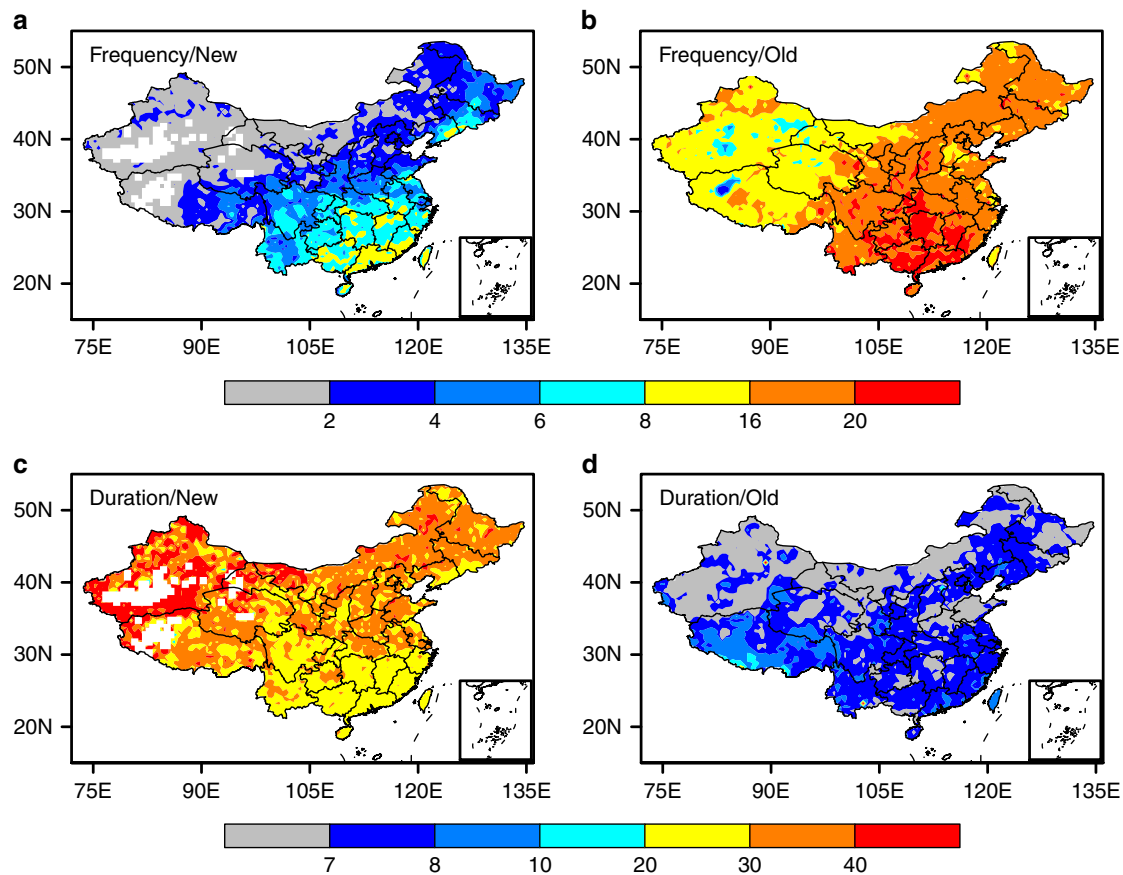 a
b
Frequency/New
Frequency/Old
50N
40N
30N
20N
50N
40N
30N
20N
75E 90E 105E 120E 135E
75E 90E 105E 120E 135E
2 4 6 8 16 20
c
d
Duration/New
Duration/Old
50N
40N
30N
20N
50N
40N
30N
20N
75E 90E 105E 120E 135E
75E 90E 105E 120E 135E
7 8 10 20 30 40